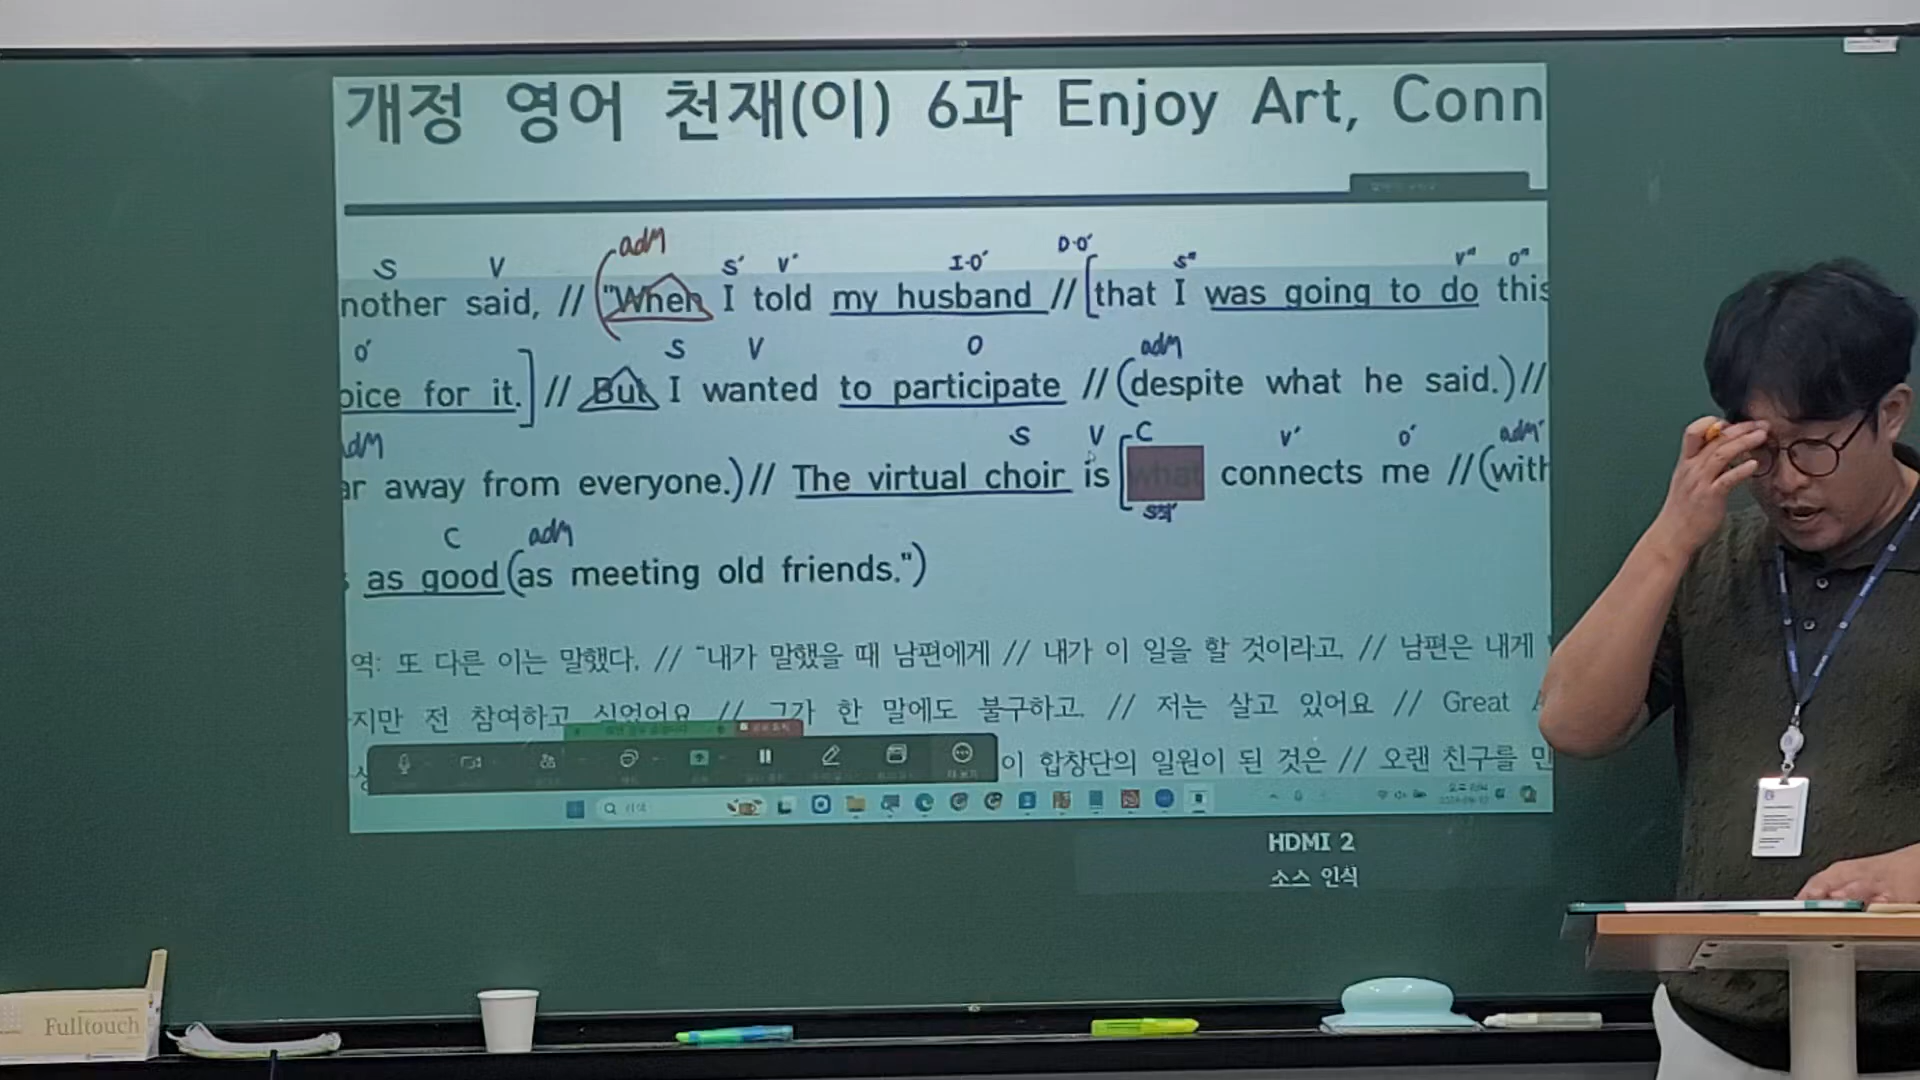 개정 영어 천재(이) 6과 Enjoy Art, Conn
adM
S V S' V' I·O' D·O' S" V" O"
nother said, // ("When I told my husband // [that I was going to do this
O' S V O adM
oice for it.] // But I wanted to participate // (despite what he said.) //
adM S V C V' O' adM'
ar away from everyone.) // The virtual choir is [what connects me // (with
C adM
as good (as meeting old friends.")
역: 또 다른 이는 말했다. // "내가 말했을 때 남편에게 // 내가 이 일을 할 것이라고. // 남편은 내게
지만 전 참여하고 싶었어요 // 그가 한 말에도 불구하고. // 저는 살고 있어요 // Great
이 합창단의 일원이 된 것은 // 오랜 친구를
HDMI 2
소스 인식
Fulltouch